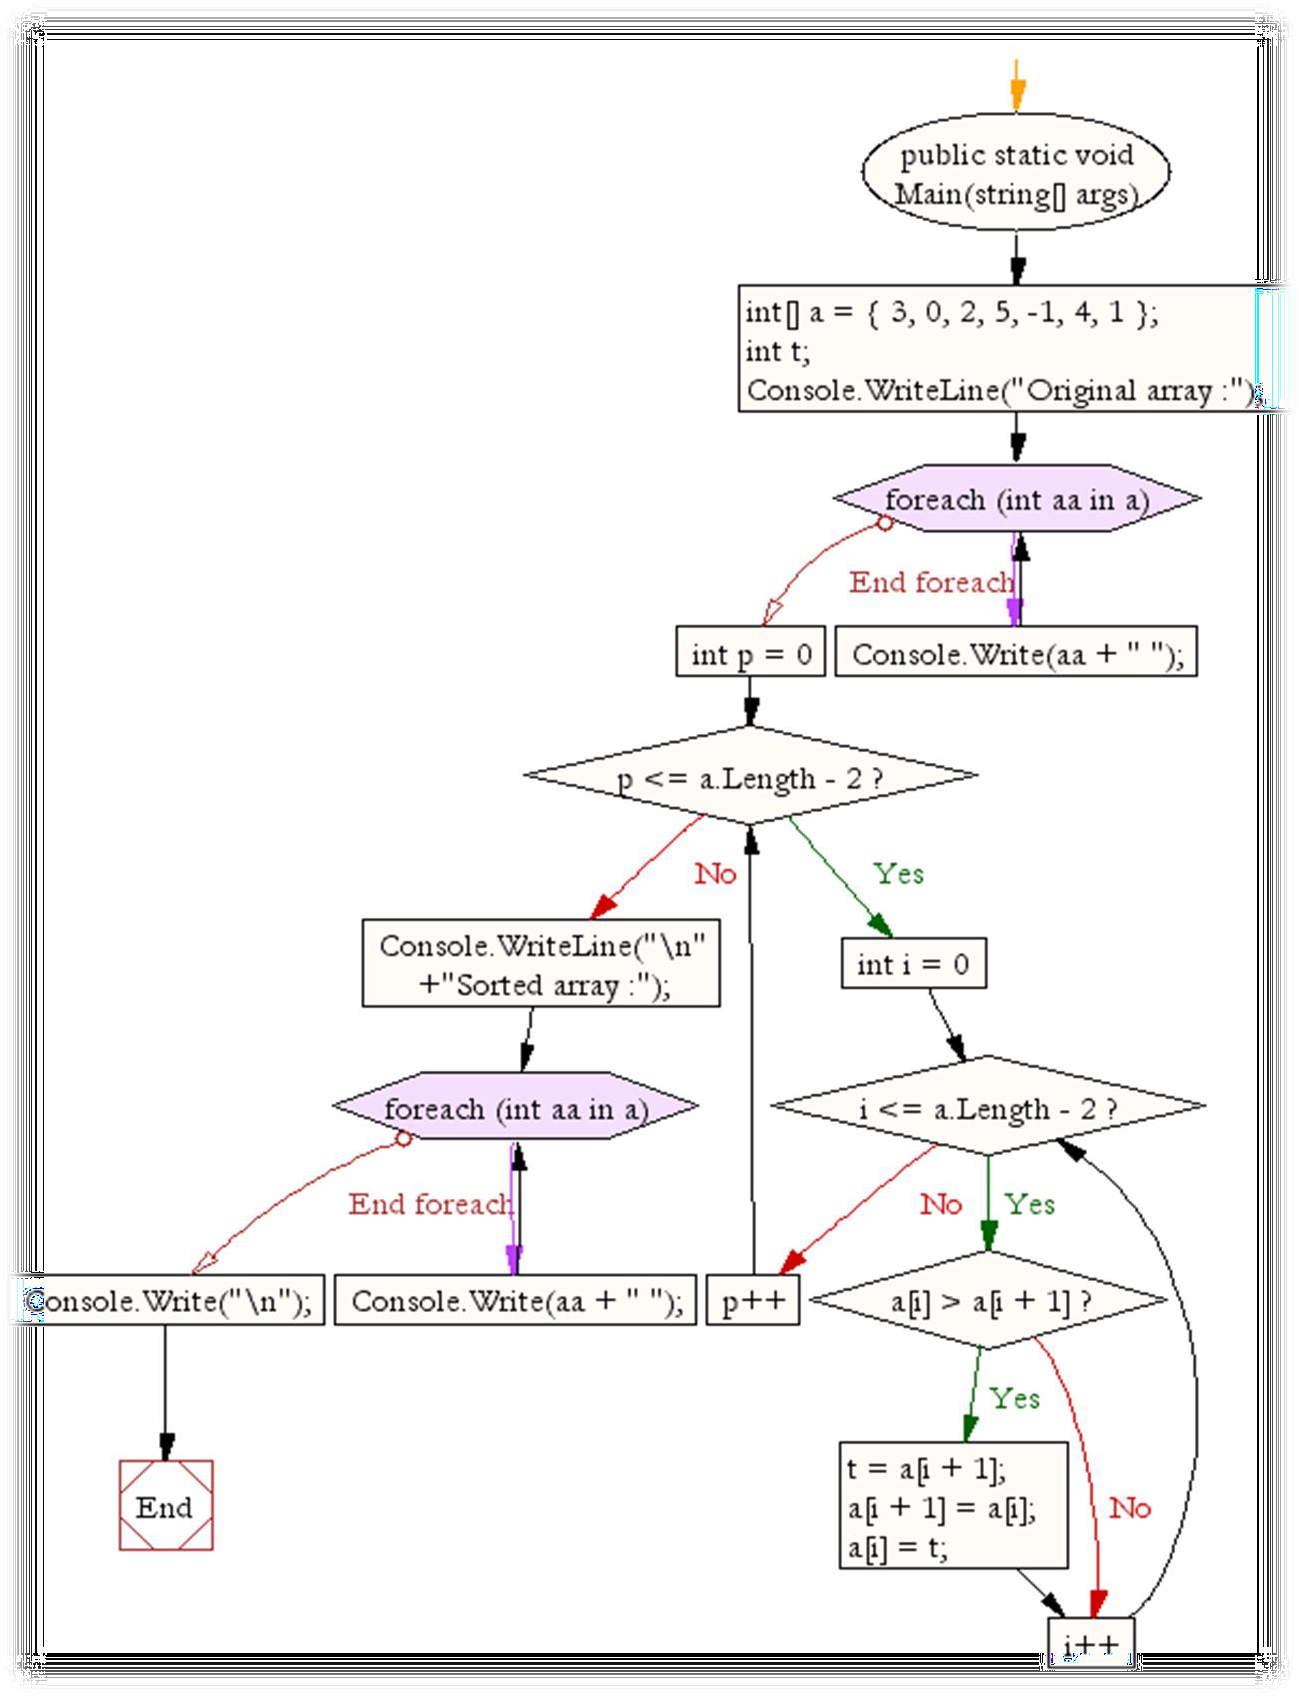 public static void
Main(string[] args)
int[] a = { 3, 0, 2, 5, -1, 4, 1 };
int t;
Console.WriteLine("Original array :");
foreach (int aa in a)
End foreach
int p = 0
Console.Write(aa + " ");
p <= a.Length - 2 ?
No
Yes
Console.WriteLine("\n"
+"Sorted array :");
int i = 0
foreach (int aa in a)
i <= a.Length - 2 ?
End foreach
No
Yes
Console.Write("\n");
Console.Write(aa + " ");
p++
a[i] > a[i + 1] ?
Yes
t = a[i + 1];
a[i + 1] = a[i];
a[i] = t;
No
End
i++